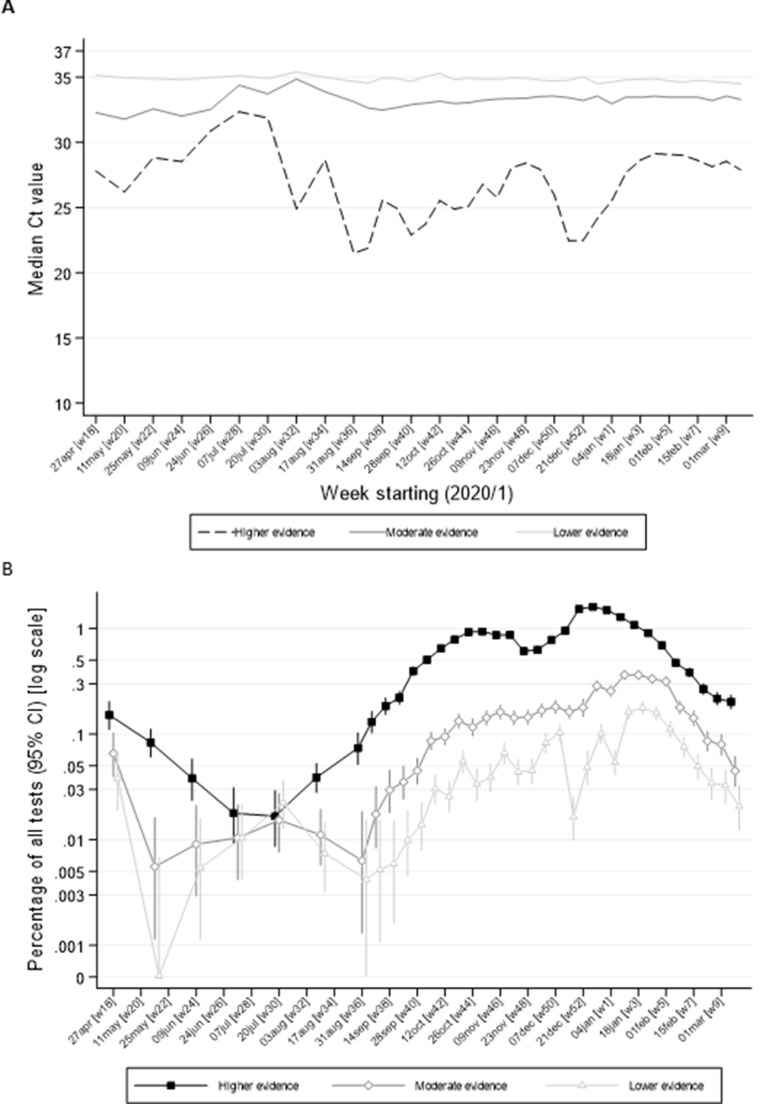 A
37
35
30
25
20
15
10
Median Ct value
27apr [w18]
11may [w20]
25may [w22]
09jun [w24]
24jun [w26]
07jul [w28]
20jul [w30]
03aug [w32]
17aug [w34]
31aug [w36]
14sep [w38]
28sep [w40]
12oct [w42]
26oct [w44]
09nov [w46]
23nov [w48]
07dec [w50]
21dec [w52]
04jan [w1]
18jan [w3]
01feb [w5]
15feb [w7]
01mar [w9]
Week starting (2020/1)
Higher evidence Moderate evidence Lower evidence
B
1
.5
.3
.1
.05
.03
.01
.005
.003
.001
0
Percentage of all tests (95% CI) [log scale]
27apr [w18]
11may [w20]
25may [w22]
09jun [w24]
24jun [w26]
07jul [w28]
20jul [w30]
03aug [w32]
17aug [w34]
31aug [w36]
14sep [w38]
28sep [w40]
12oct [w42]
26oct [w44]
09nov [w46]
23nov [w48]
07dec [w50]
21dec [w52]
04jan [w1]
18jan [w3]
01feb [w5]
15feb [w7]
01mar [w9]
Higher evidence Moderate evidence Lower evidence